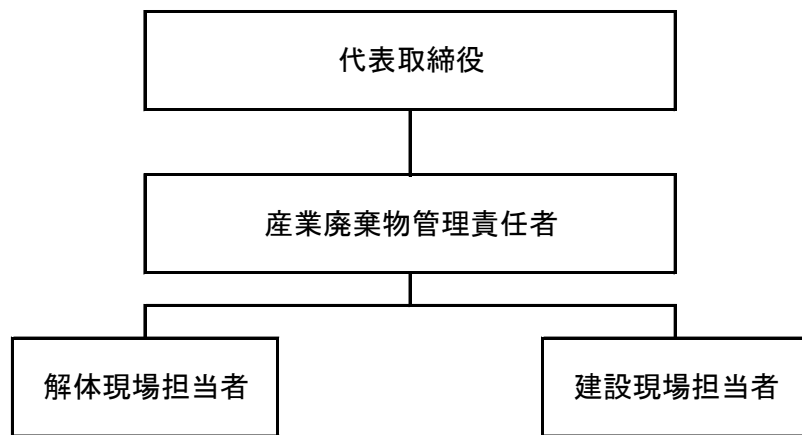 代表取締役
産業廃棄物管理責任者
解体現場担当者
建設現場担当者